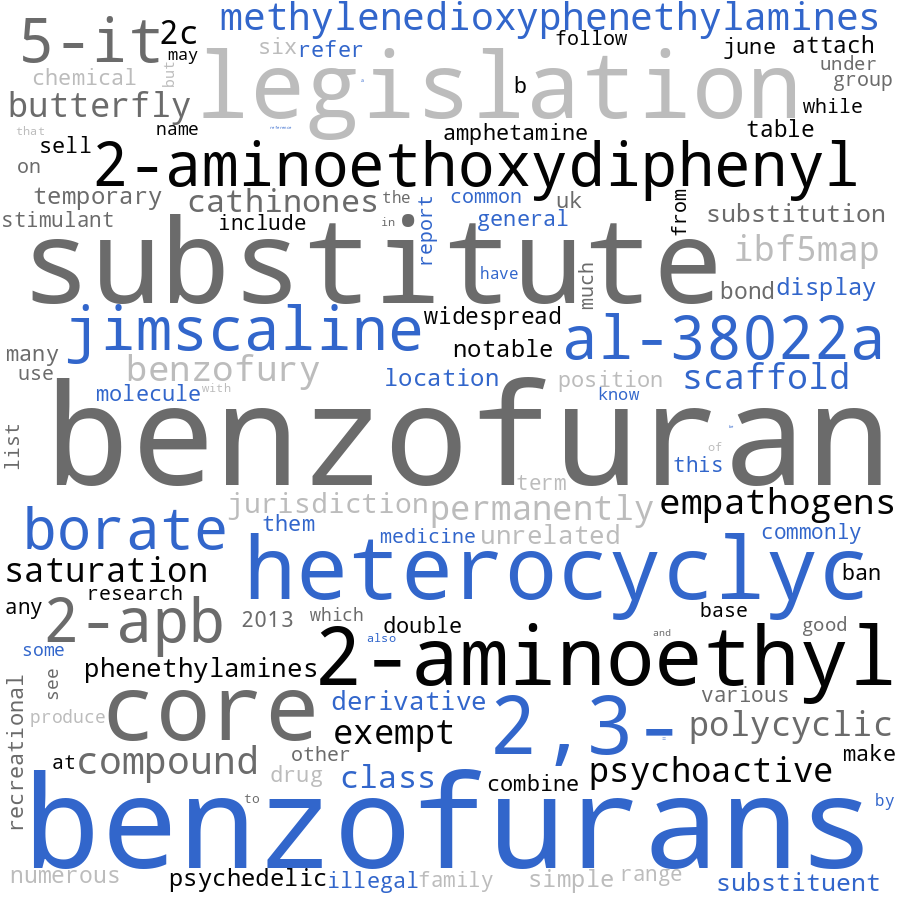 methylenedioxyphenethylamines
5-it 2c six refer follow june attach
may but legislation under
chemical b group
butterfly while
that name reference amphetamine table
sell 2-aminoethoxydiphenyl
on
temporary cathinones the common uk from substitution
stimulant include in report general
substitute ibf5map
have much bond display
jimscaline widespread al-38022a
many notable
use benzofury location position scaffold
molecule with know
benzofuran
list of
this
term
jurisdiction permanently empathogens
borate them medicine unrelated commonly
saturation heterocyclyc ban
any research base
2-apb 2013 which double and good
some also 2-aminoethyl
see phenethylamines
recreational core derivative 2,3- various
produce exempt polycyclic
at compound other make
drug class combine psychoactive
benzofurans to by
numerous psychedelic illegal family simple range substituent